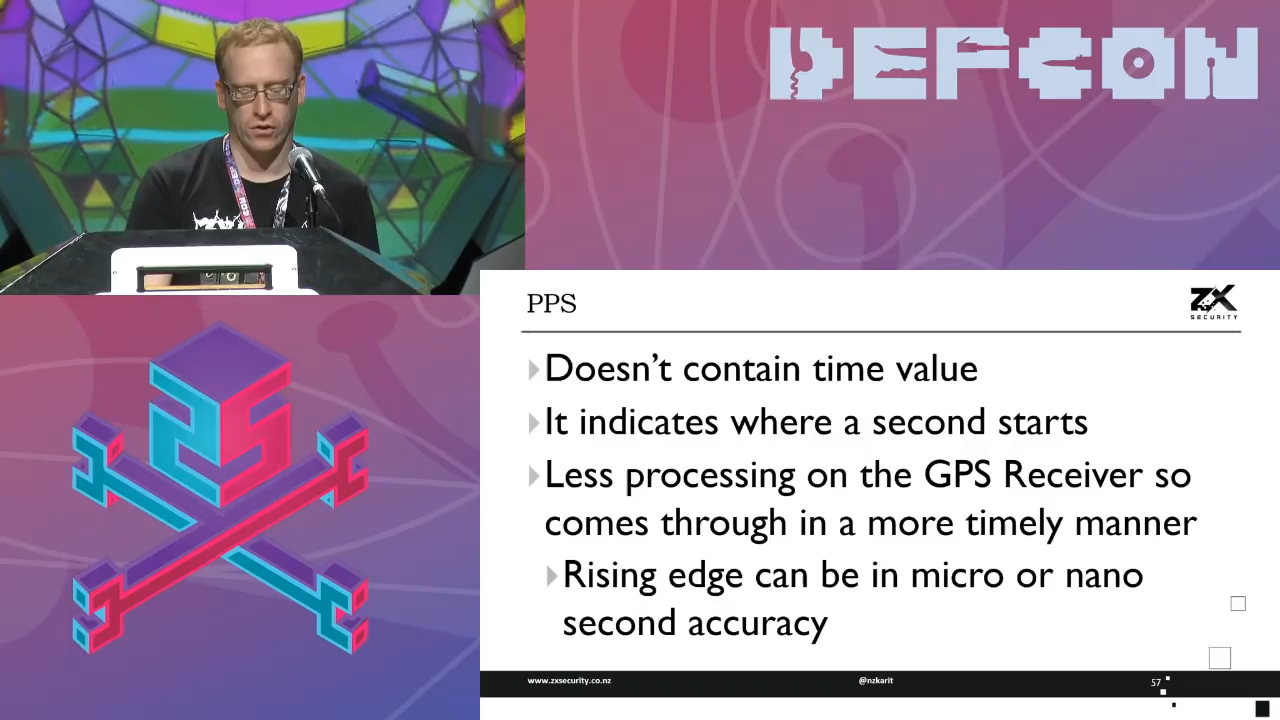 DEFCON
PPS
ZX
SECURITY
Doesn't contain time value
It indicates where a second starts
Less processing on the GPS Receiver so
comes through in a more timely manner
Rising edge can be in micro or nano
second accuracy
www.zxsecurity.co.nz
@nzkarit
57